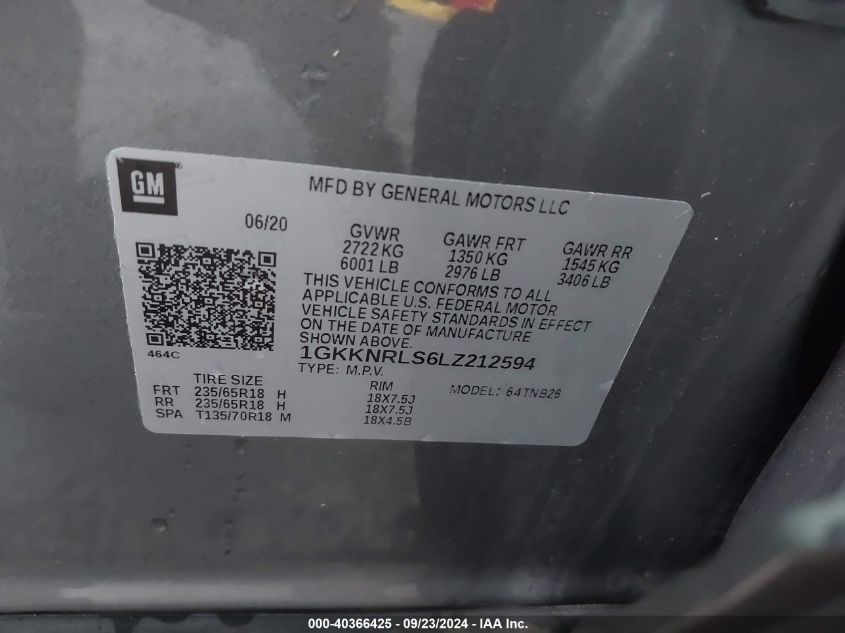 GM
MFD BY GENERAL MOTORS LLC
06/20
GVWR GAWR FRT GAWR RR
2722 KG 1350 KG 1545 KG
6001 LB 2976 LB 3406 LB
THIS VEHICLE CONFORMS TO ALL
APPLICABLE U.S. FEDERAL MOTOR
VEHICLE SAFETY STANDARDS IN EFFECT
ON THE DATE OF MANUFACTURE
SHOWN ABOVE.
464C
1GKKNRLS6LZ212594
TYPE: M.P.V. MODEL: 64TNB26
TIRE SIZE RIM
FRT 235/65R18 H 18X7.5J
RR 235/65R18 H 18X7.5J
SPA T135/70R18 M 18X4.5B
000-40366425 - 09/23/2024 - IAA Inc.